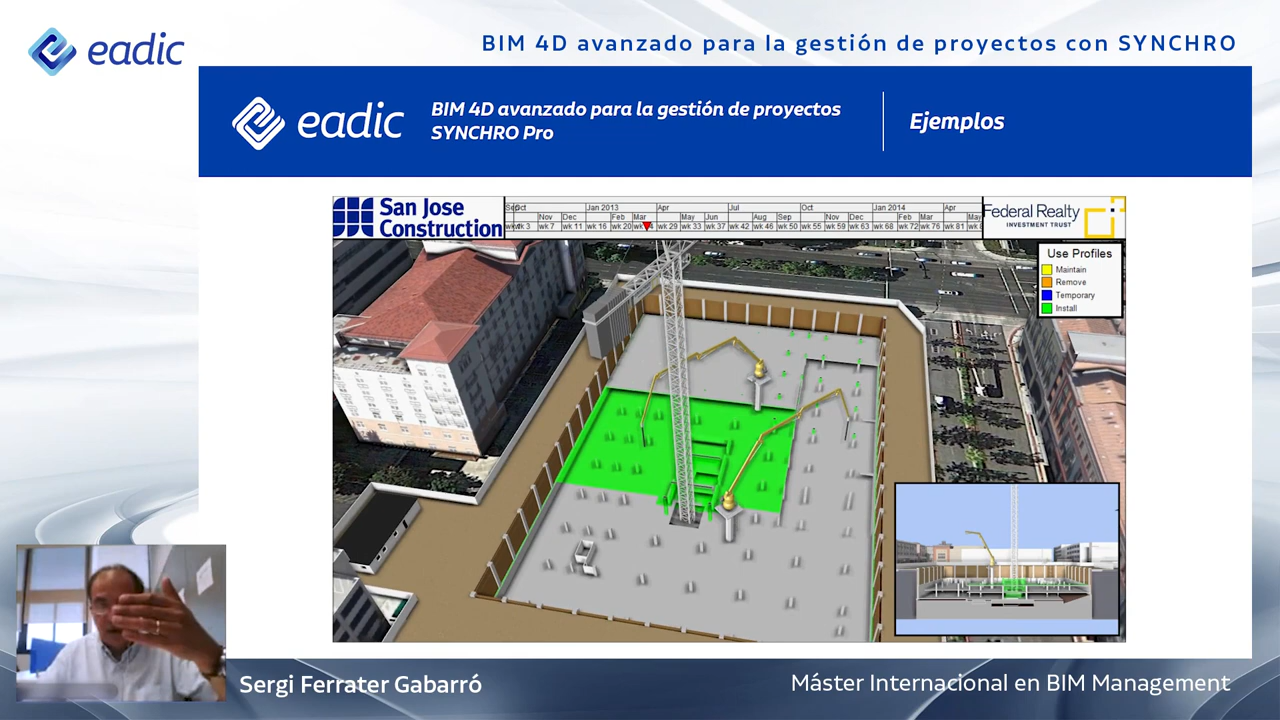 eadic
BIM 4D avanzado para la gestión de proyectos con SYNCHRO
eadic
BIM 4D avanzado para la gestión de proyectos
SYNCHRO Pro
Ejemplos
San Jose
Construction
Oct Jan 2013 Apr Jul Oct Jan 2014 Apr
Nov Dec Feb Mar May Jun Aug Sep Nov Dec Feb Mar May
wk 3 wk 7 wk 11 wk 16 wk 20 wk 29 wk 33 wk 37 wk 42 wk 46 wk 50 wk 55 wk 59 wk 63 wk 68 wk 72 wk 76 wk 81
Federal Realty
INVESTMENT TRUST
Use Profiles
Maintain
Remove
Temporary
Install
Sergi Ferrater Gabarró
Máster Internacional en BIM Management